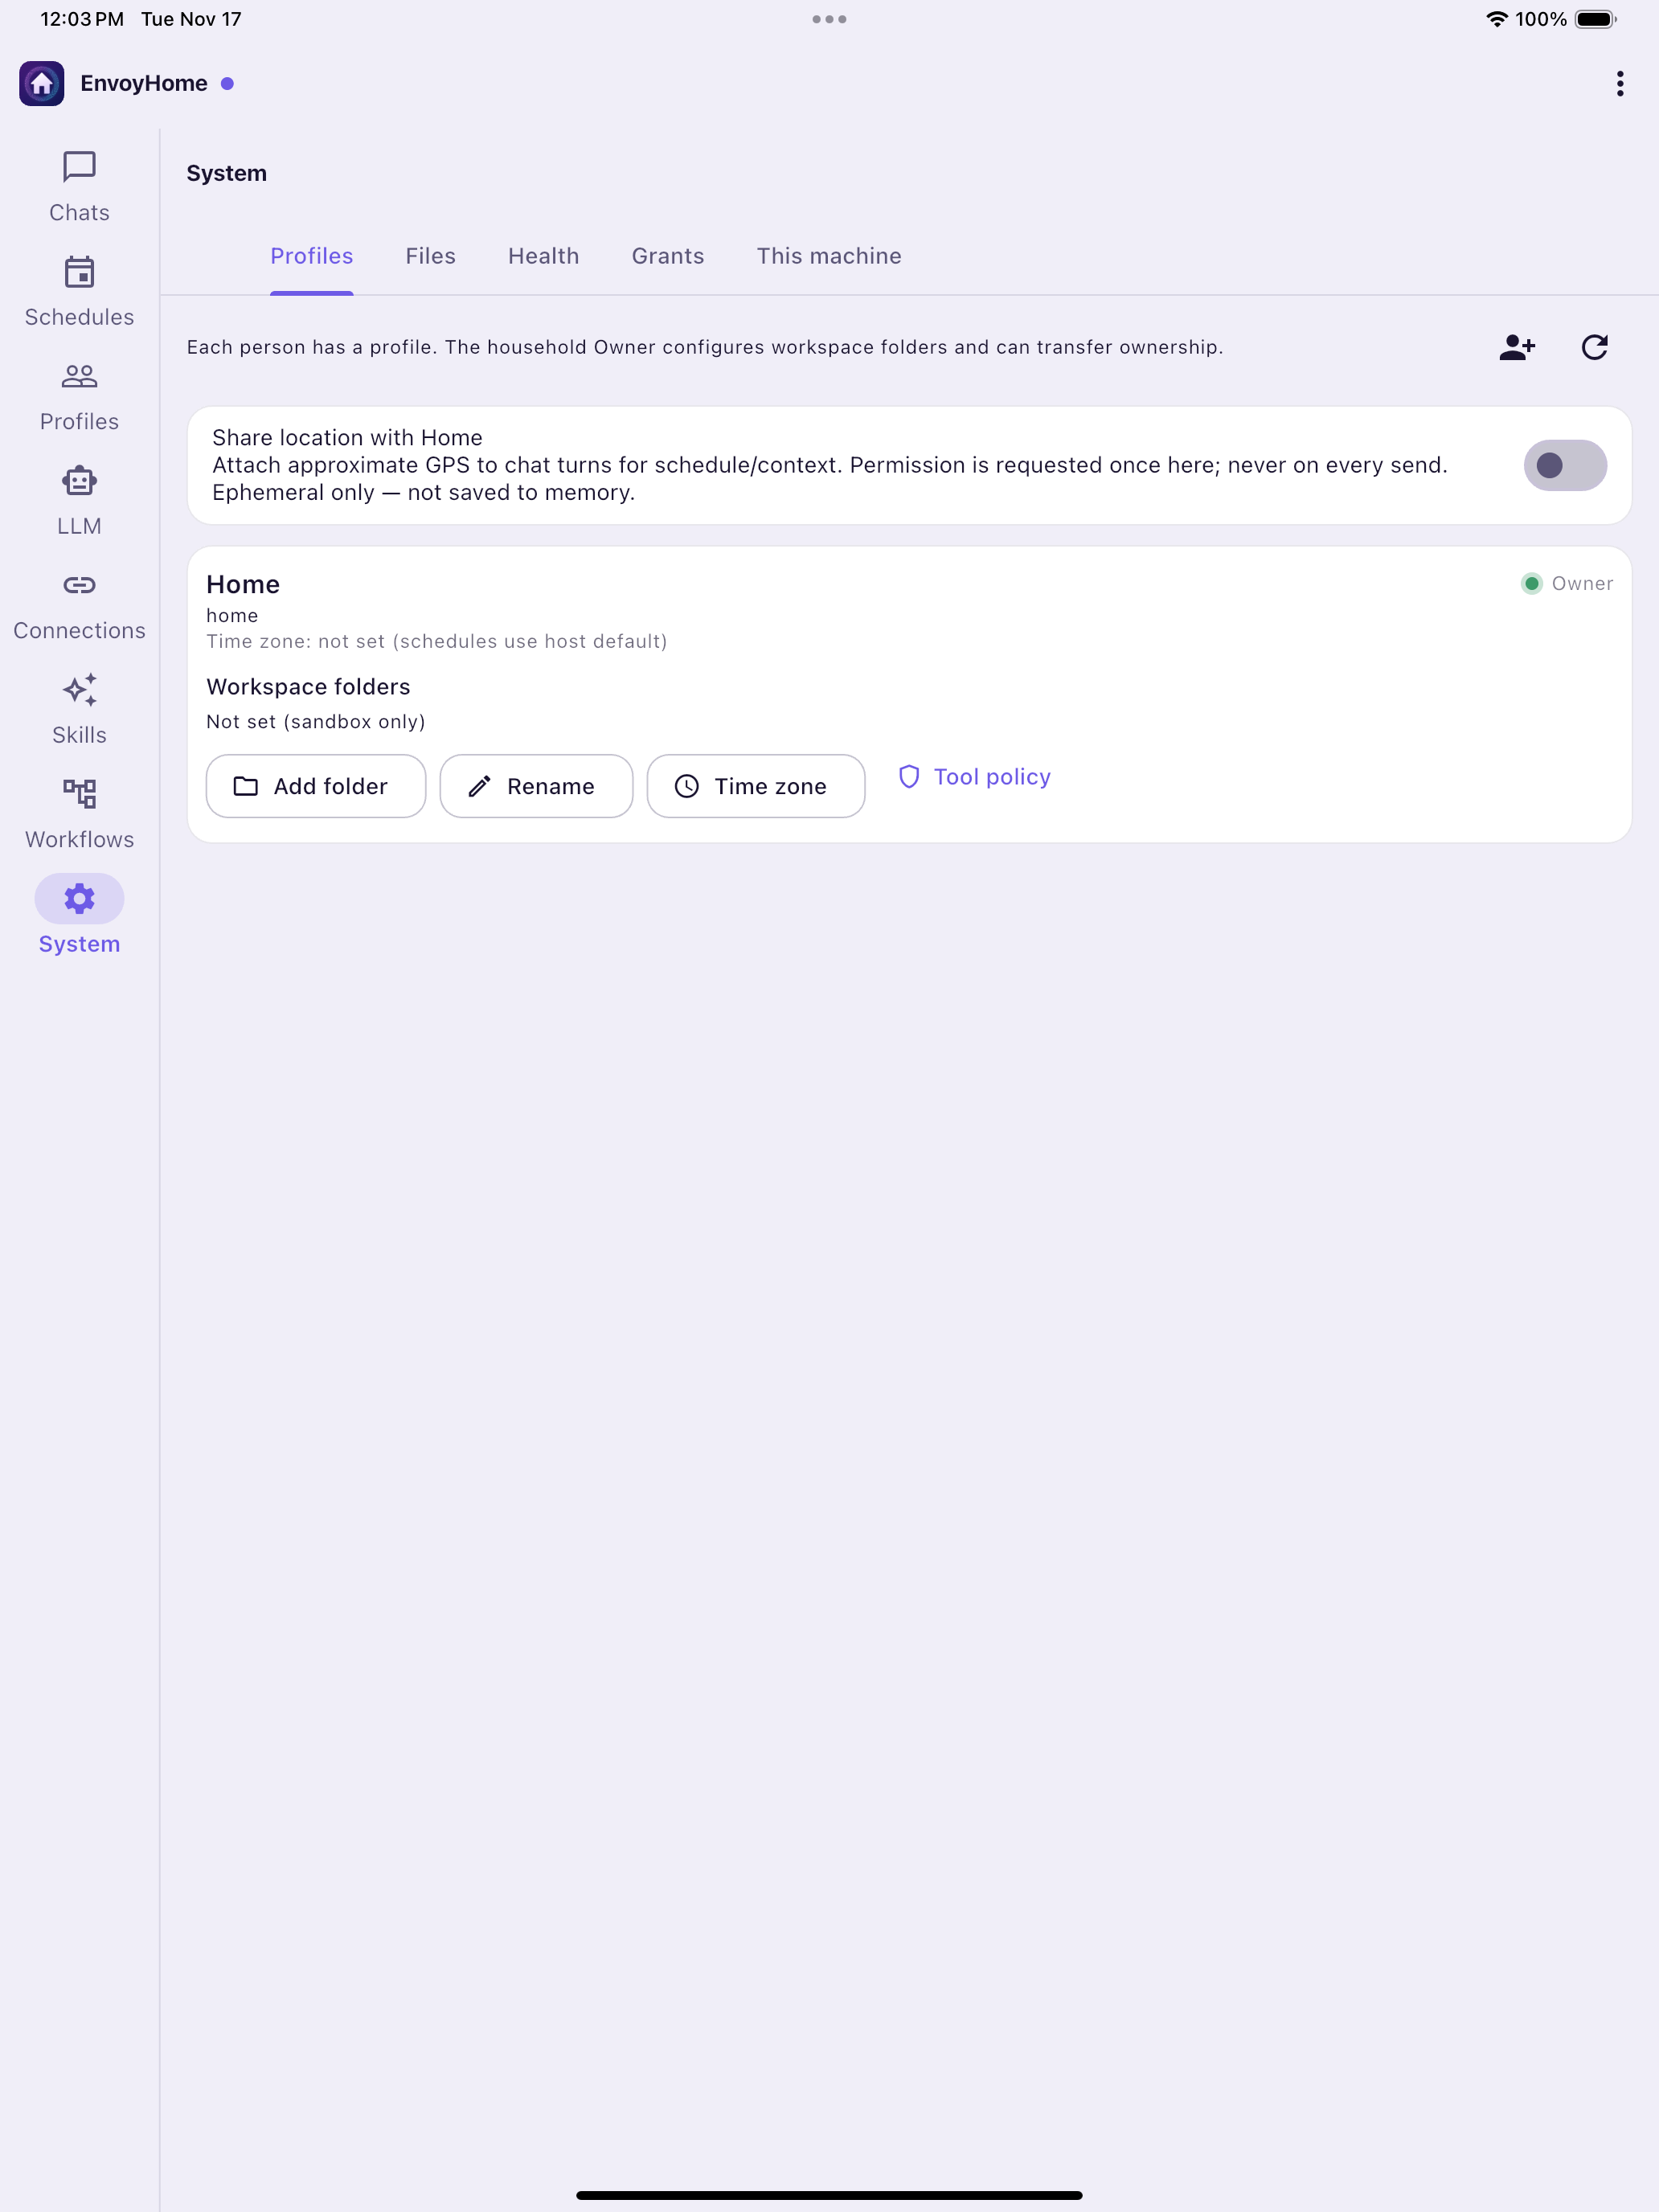 12:03 PM Tue Nov 17
100%
EnvoyHome
Chats
Schedules
Profiles
LLM
Connections
Skills
Workflows
System
System
Profiles
Files
Health
Grants
This machine
Each person has a profile. The household Owner configures workspace folders and can transfer ownership.
Share location with Home
Attach approximate GPS to chat turns for schedule/context. Permission is requested once here; never on every send.
Ephemeral only — not saved to memory.
Home
Owner
home
Time zone: not set (schedules use host default)
Workspace folders
Not set (sandbox only)
Add folder
Rename
Time zone
Tool policy